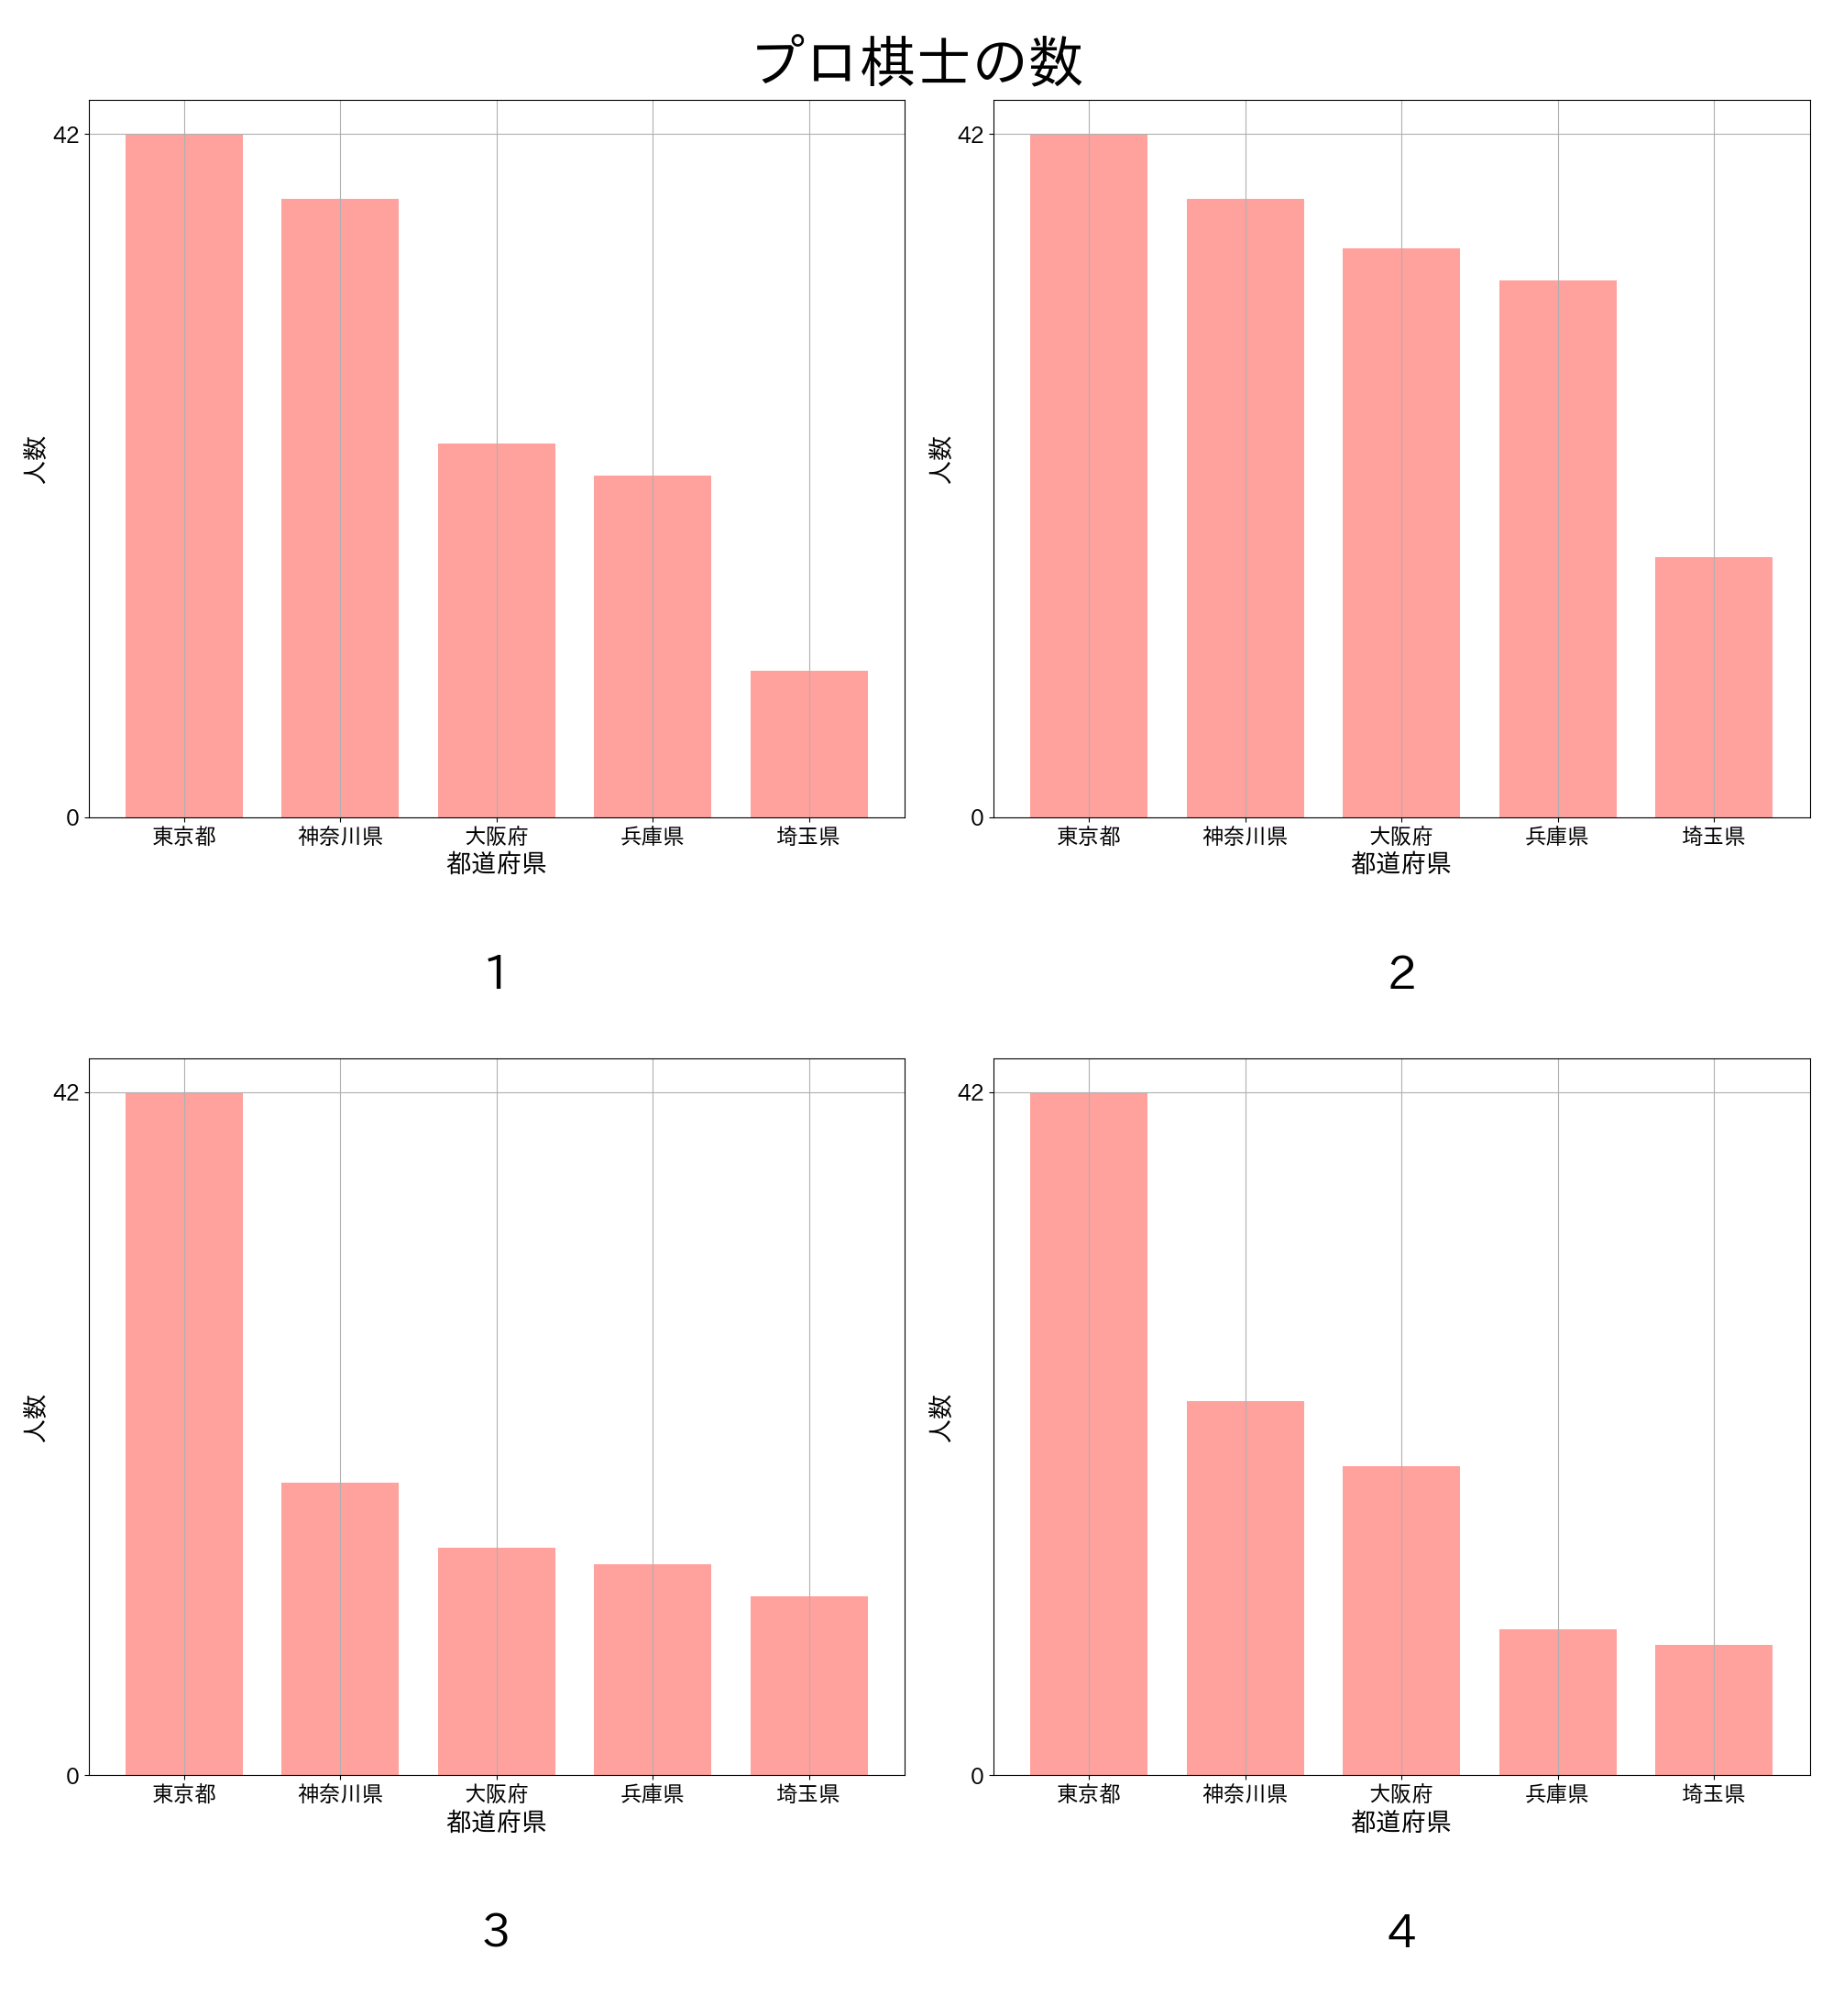 プロ棋士の数
42
0
人数
東京都 神奈川県 大阪府 兵庫県 埼玉県
都道府県
1
42
0
人数
東京都 神奈川県 大阪府 兵庫県 埼玉県
都道府県
2
42
0
人数
東京都 神奈川県 大阪府 兵庫県 埼玉県
都道府県
3
42
0
人数
東京都 神奈川県 大阪府 兵庫県 埼玉県
都道府県
4